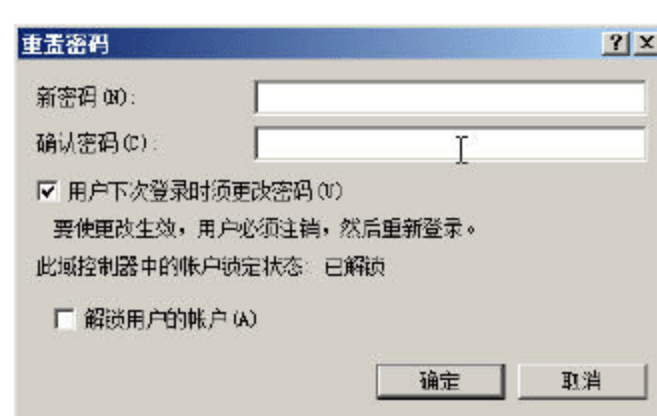 重置密码
新密码(N):
确认密码(C):
用户下次登录时须更改密码(U)
要使更改生效，用户必须注销，然后重新登录。
此域控制器中的帐户锁定状态: 已解锁
解锁用户的帐户(A)
确定 取消